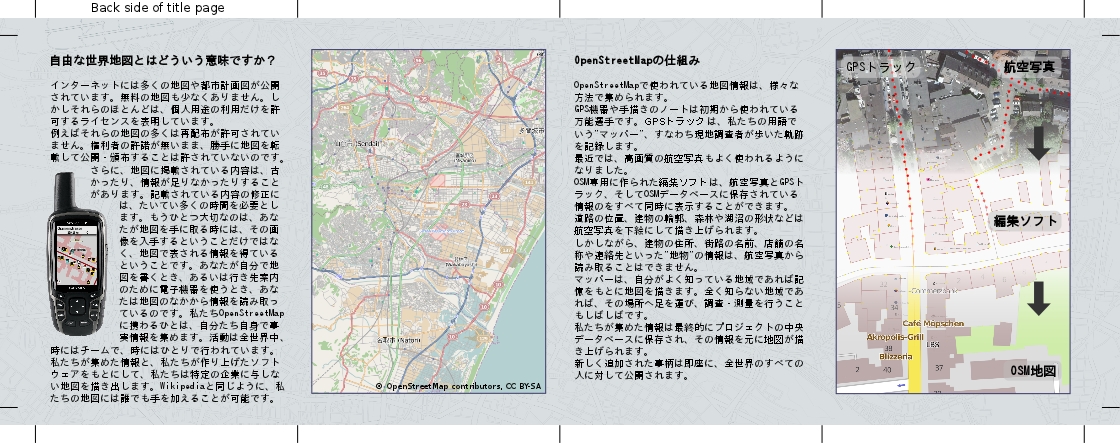 Back side of title page
自由な世界地図とはどういう意味ですか？
インターネットには多くの地図や都市計画図が公開
されています。無料の地図も少なくありません。し
かしそれらのほとんどは、個人用途の利用だけを許
可するライセンスを表明しています。
例えばそれらの地図の多くは再配布が許可されてい
ません。権利者の許諾が無いまま、勝手に地図を転
載して公開・頒布することは許されていないのです。
さらに、地図に掲載されている内容は、古
かったり、情報が足りなかったりすること
があります。記載されている内容の修正に
は、たいてい多くの時間を必要とし
ます。もうひとつ大切なのは、あな
たが地図を手に取る時には、その画
像を入手するということだけではな
く、地図で表される情報を得ている
ということです。あなたが自分で地
図を書くとき、あるいは行き先案内
のために電子機器を使うとき、あな
たは地図のなかから情報を読み取っ
ているのです。私たちOpenStreetMap
に携わるひとは、自分たち自身で事
実情報を集めます。活動は全世界中、
時にはチームで、時にはひとりで行われています。
私たちが集めた情報と、私たちが作り上げたソフト
ウェアをもとにして、私たちは特定の企業に与しな
い地図を描き出します。Wikipediaと同じように、私
たちの地図には誰でも手を加えることが可能です。
仙台市(Sendai)
岩沼市(Natori)
© OpenStreetMap contributors, CC BY-SA
OpenStreetMapの仕組み
OpenStreetMapで使われている地図情報は、様々な
方法で集められます。
GPS機器や手描きのノートは初期から使われている
万能選手です。GPSトラックは、私たちの用語で
いう"マッパー"、すなわち現地調査者が歩いた軌跡
を記録します。
最近では、高画質の航空写真もよく使われるように
なりました。
OSM専用に作られた編集ソフトは、航空写真とGPSト
ラック、そしてOSMデータベースに保存されている
情報のをすべて同時に表示することができます。
道路の位置、建物の輪郭、森林や湖沼の形状などは
航空写真を下絵にして描き上げられます。
しかしながら、建物の住所、街路の名前、店舗の名
称や連絡先といった"地物"の情報は、航空写真から
読み取ることはできません。
マッパーは、自分がよく知っている地域であれば記
憶をもとに地図を描きます。全く知らない地域であ
れば、その場所へ足を運び、調査・測量を行うこと
もしばしばです。
私たちが集めた情報は最終的にプロジェクトの中央
データベースに保存され、その情報を元に地図が描
き上げられます。
新しく追加された事柄は即座に、全世界のすべての
人に対して公開されます。
GPSトラック
航空写真
編集ソフト
Café Möpschen
Akropolis-Grill
38
LBS
Blizzeria
2
40
37
OSM地図